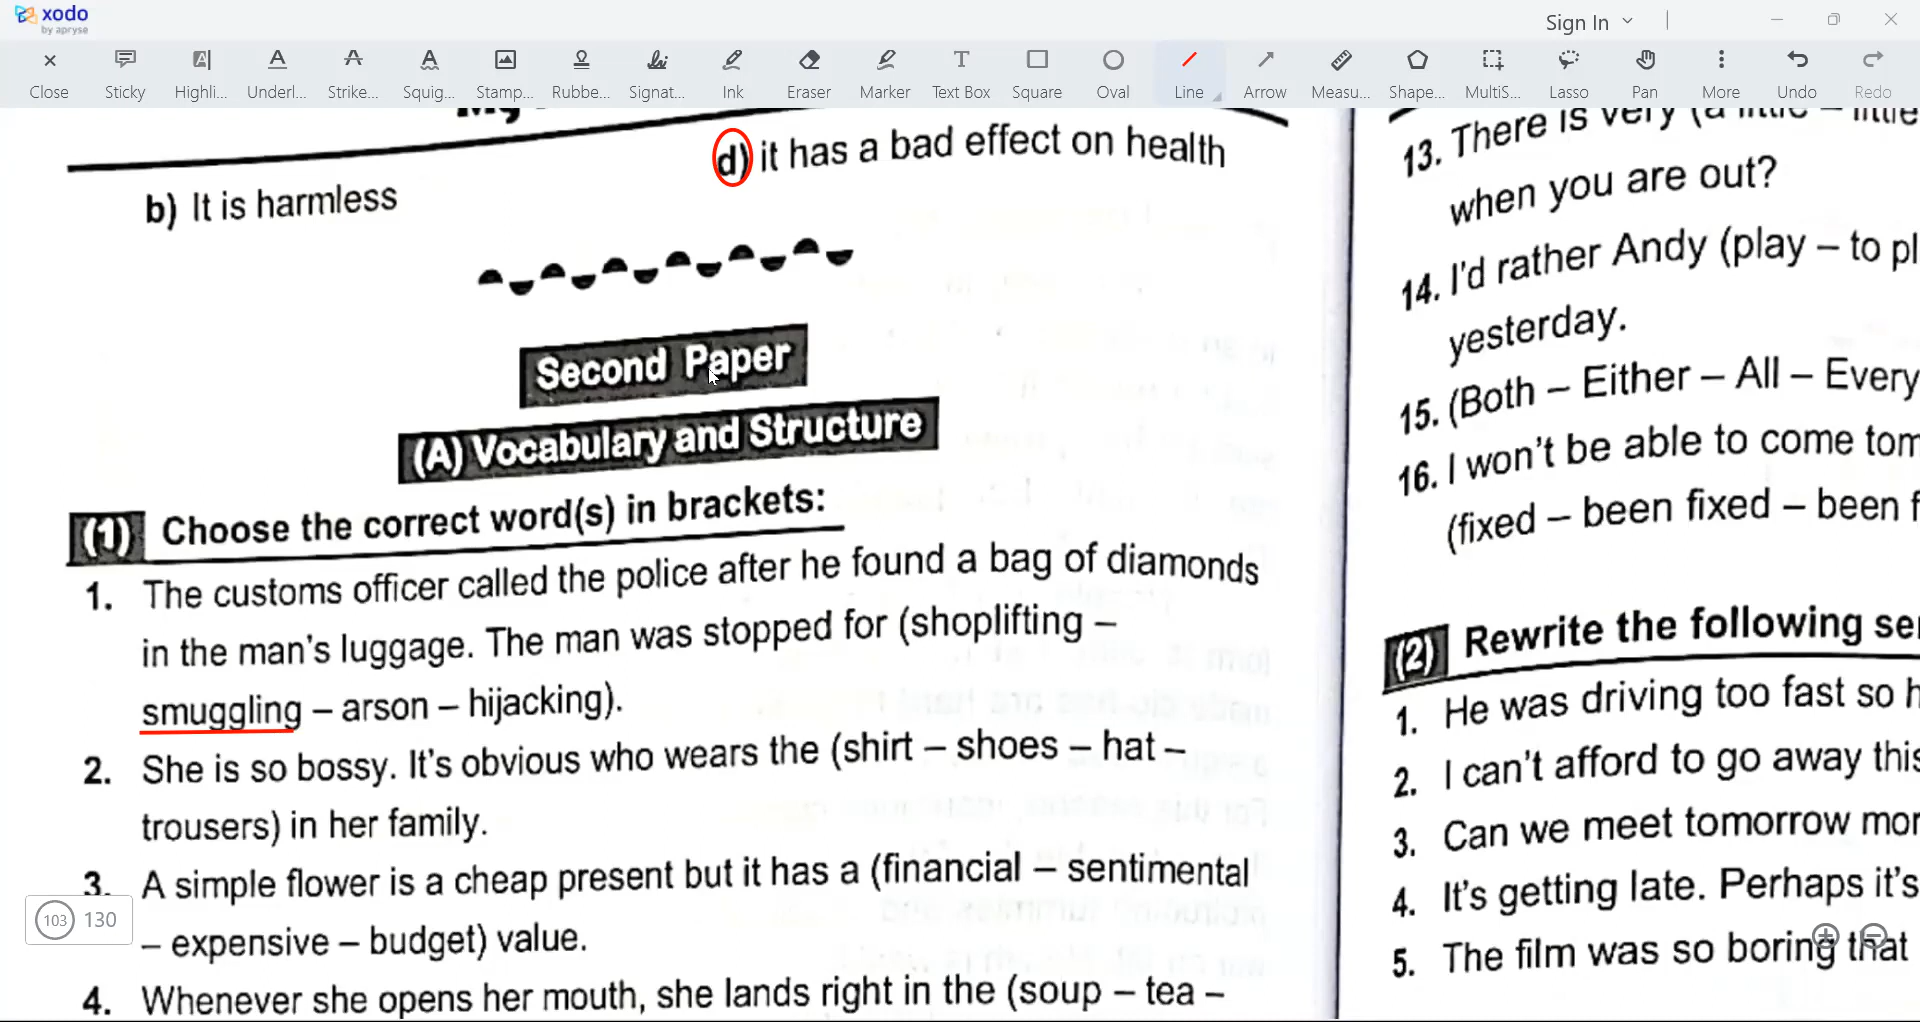 xodo
by apryse
Sign In
Close
Sticky
Highli...
Underl...
Strike...
Squig...
Stamp...
Rubbe...
Signat...
Ink
Eraser
Marker
Text Box
Square
Oval
Line
Arrow
Measu...
Shape...
MultiS...
Lasso
Pan
More
Undo
Redo
d) it has a bad effect on health
b) It is harmless
Second Paper
(A) Vocabulary and Structure
(1) Choose the correct word(s) in brackets:
1. The customs officer called the police after he found a bag of diamonds
in the man's luggage. The man was stopped for (shoplifting –
smuggling – arson – hijacking).
2. She is so bossy. It's obvious who wears the (shirt – shoes – hat –
trousers) in her family.
3. A simple flower is a cheap present but it has a (financial – sentimental
– expensive – budget) value.
4. Whenever she opens her mouth, she lands right in the (soup – tea –
103 130
13. There is very (a little – little
when you are out?
14. I'd rather Andy (play – to pl
yesterday.
15. (Both – Either – All – Every
16. I won't be able to come tom
(fixed – been fixed – been f
(2) Rewrite the following se
1. He was driving too fast so h
2. I can't afford to go away this
3. Can we meet tomorrow mor
4. It's getting late. Perhaps it's
5. The film was so boring that